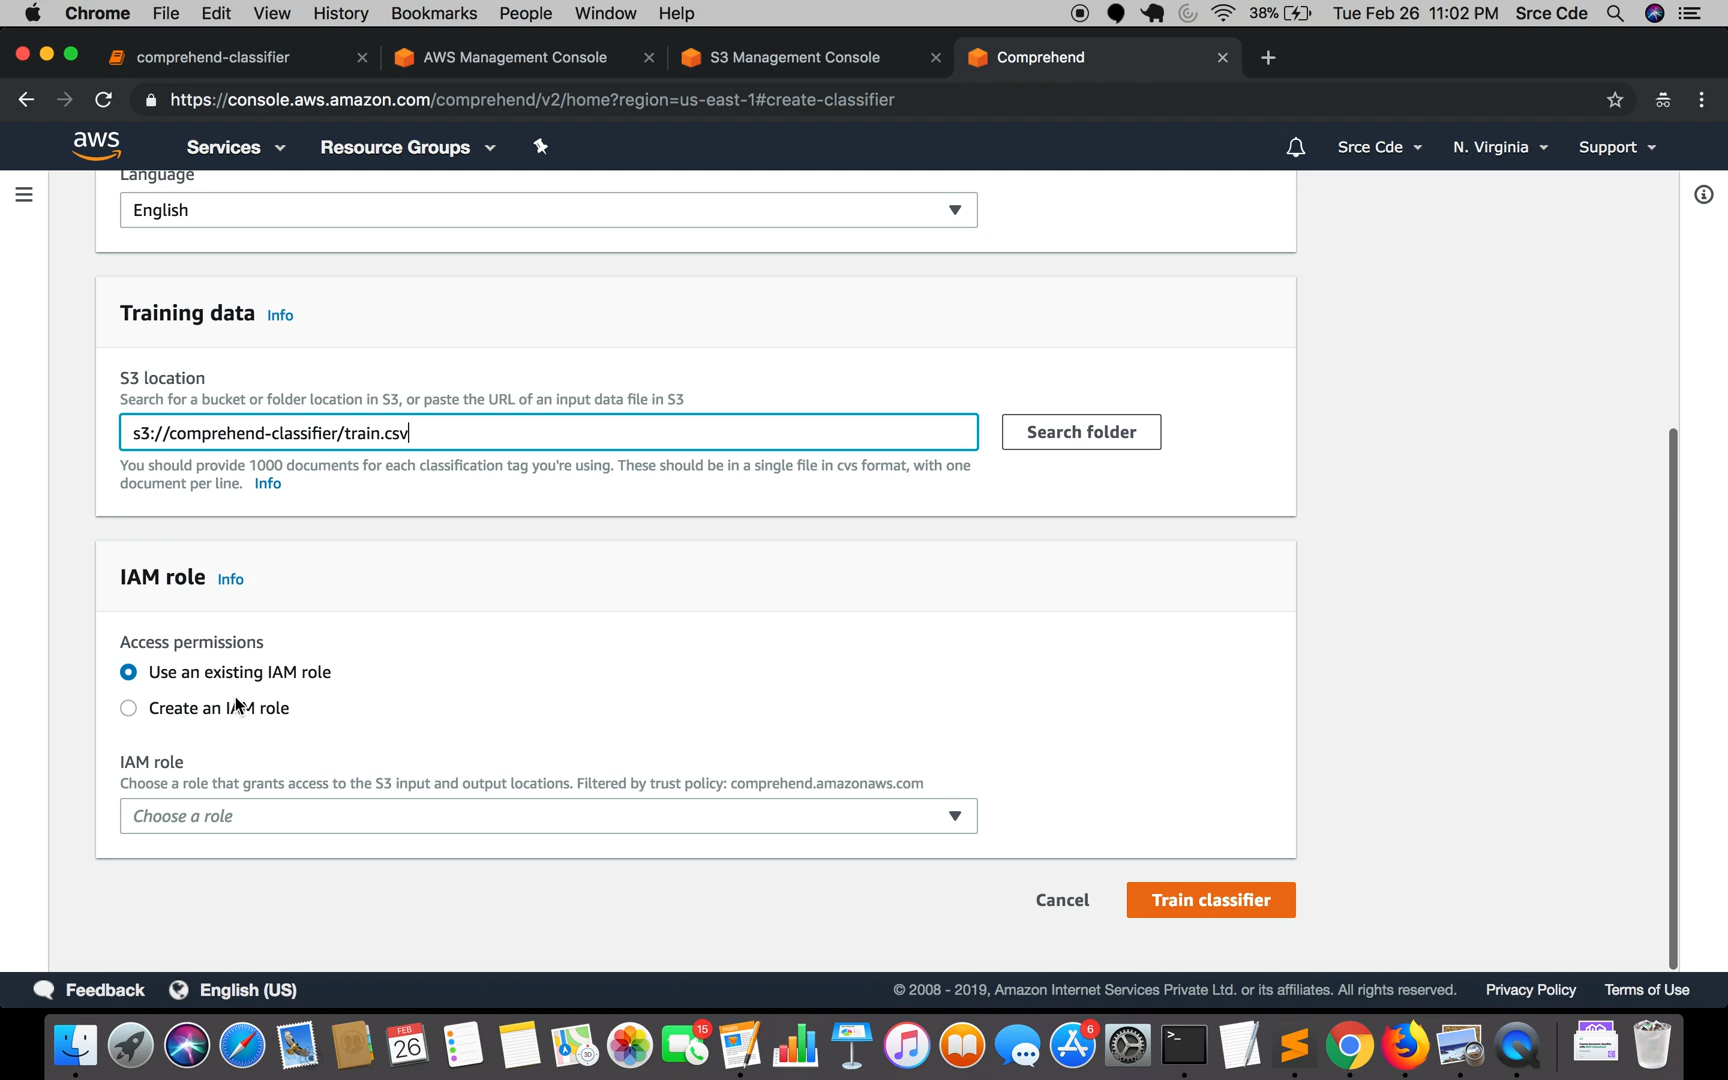 Chrome File Edit View History Bookmarks People Window Help 38% Tue Feb 26 11:02 PM Srce Cde
comprehend-classifier AWS Management Console S3 Management Console Comprehend
https://console.aws.amazon.com/comprehend/v2/home?region=us-east-1#create-classifier
aws Services Resource Groups Srce Cde N. Virginia Support
Language
English
Training data Info
S3 location
Search for a bucket or folder location in S3, or paste the URL of an input data file in S3
s3://comprehend-classifier/train.csv
Search folder
You should provide 1000 documents for each classification tag you're using. These should be in a single file in cvs format, with one
document per line. Info
IAM role Info
Access permissions
Use an existing IAM role
Create an IAM role
IAM role
Choose a role that grants access to the S3 input and output locations. Filtered by trust policy: comprehend.amazonaws.com
Choose a role
Cancel Train classifier
Feedback English (US) © 2008 - 2019, Amazon Internet Services Private Ltd. or its affiliates. All rights reserved. Privacy Policy Terms of Use
FEB
26
15
6